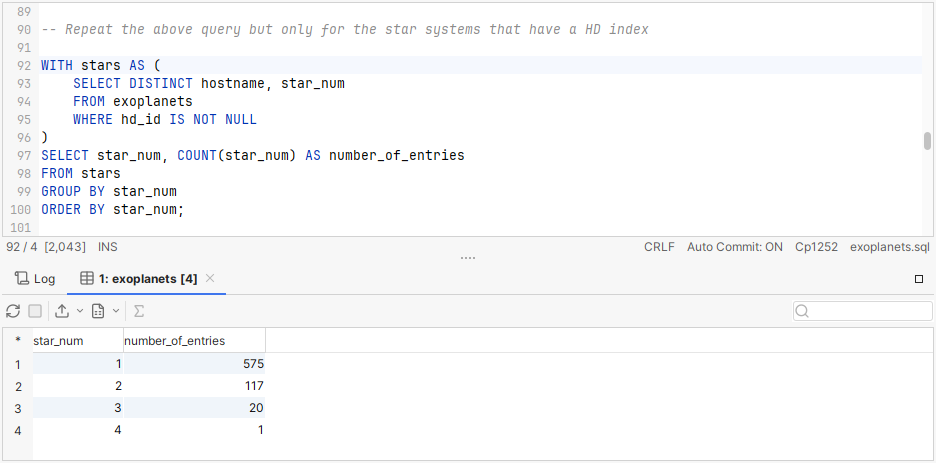 89
90 -- Repeat the above query but only for the star systems that have a HD index
91
92 WITH stars AS (
93 SELECT DISTINCT hostname, star_num
94 FROM exoplanets
95 WHERE hd_id IS NOT NULL
96 )
97 SELECT star_num, COUNT(star_num) AS number_of_entries
98 FROM stars
99 GROUP BY star_num
100 ORDER BY star_num;
101
92 / 4 [2,043] INS CRLF Auto Commit: ON Cp1252 exoplanets.sql
Log 1: exoplanets [4]
* star_num number_of_entries
1 1 575
2 2 117
3 3 20
4 4 1